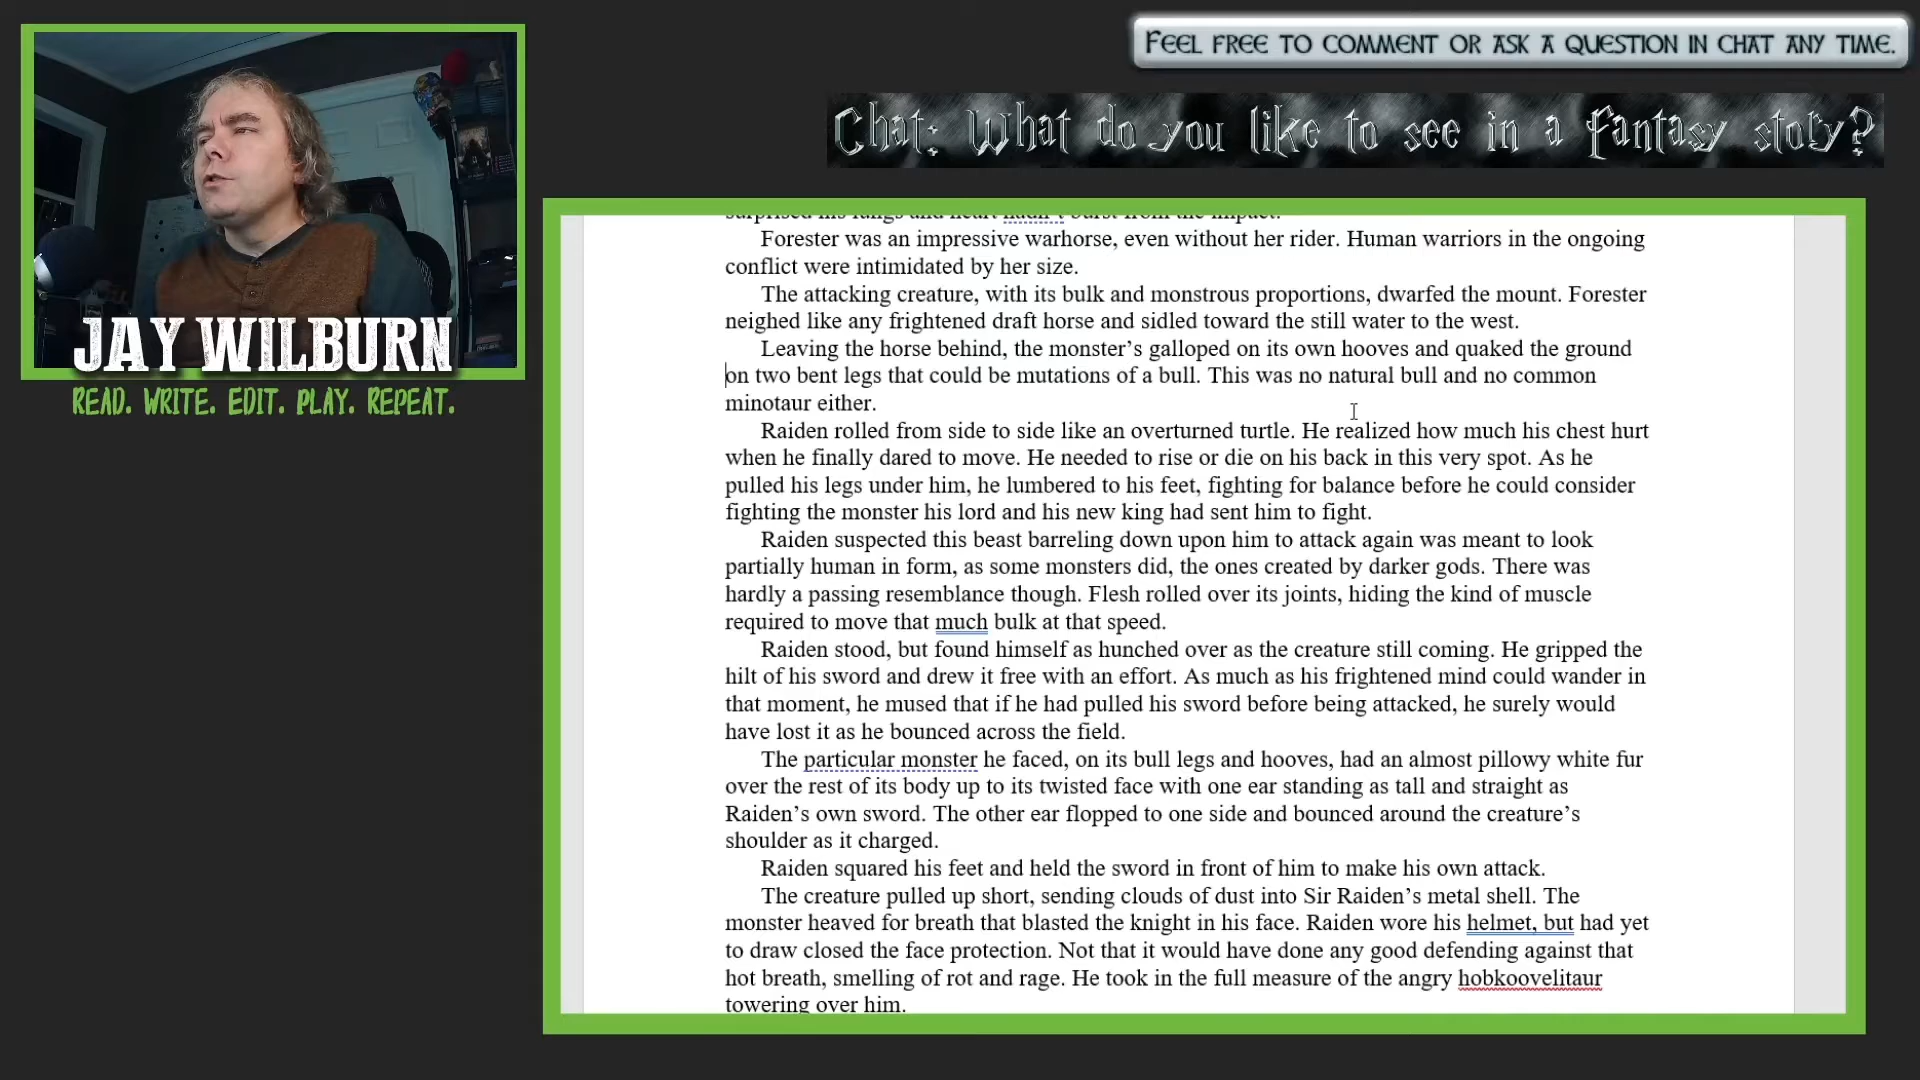 FEEL FREE TO COMMENT OR ASK A QUESTION IN CHAT ANY TIME.
Chat: What do you like to see in a fantasy story?
JAY WILBURN
READ. WRITE. EDIT. PLAY. REPEAT.
surprised his lungs and heart hadn't burst from the impact.
Forester was an impressive warhorse, even without her rider. Human warriors in the ongoing
conflict were intimidated by her size.
The attacking creature, with its bulk and monstrous proportions, dwarfed the mount. Forester
neighed like any frightened draft horse and sidled toward the still water to the west.
Leaving the horse behind, the monster’s galloped on its own hooves and quaked the ground
on two bent legs that could be mutations of a bull. This was no natural bull and no common
minotaur either.
Raiden rolled from side to side like an overturned turtle. He realized how much his chest hurt
when he finally dared to move. He needed to rise or die on his back in this very spot. As he
pulled his legs under him, he lumbered to his feet, fighting for balance before he could consider
fighting the monster his lord and his new king had sent him to fight.
Raiden suspected this beast barreling down upon him to attack again was meant to look
partially human in form, as some monsters did, the ones created by darker gods. There was
hardly a passing resemblance though. Flesh rolled over its joints, hiding the kind of muscle
required to move that much bulk at that speed.
Raiden stood, but found himself as hunched over as the creature still coming. He gripped the
hilt of his sword and drew it free with an effort. As much as his frightened mind could wander in
that moment, he mused that if he had pulled his sword before being attacked, he surely would
have lost it as he bounced across the field.
The particular monster he faced, on its bull legs and hooves, had an almost pillowy white fur
over the rest of its body up to its twisted face with one ear standing as tall and straight as
Raiden’s own sword. The other ear flopped to one side and bounced around the creature’s
shoulder as it charged.
Raiden squared his feet and held the sword in front of him to make his own attack.
The creature pulled up short, sending clouds of dust into Sir Raiden’s metal shell. The
monster heaved for breath that blasted the knight in his face. Raiden wore his helmet, but had yet
to draw closed the face protection. Not that it would have done any good defending against that
hot breath, smelling of rot and rage. He took in the full measure of the angry hobkoovelitaur
towering over him.